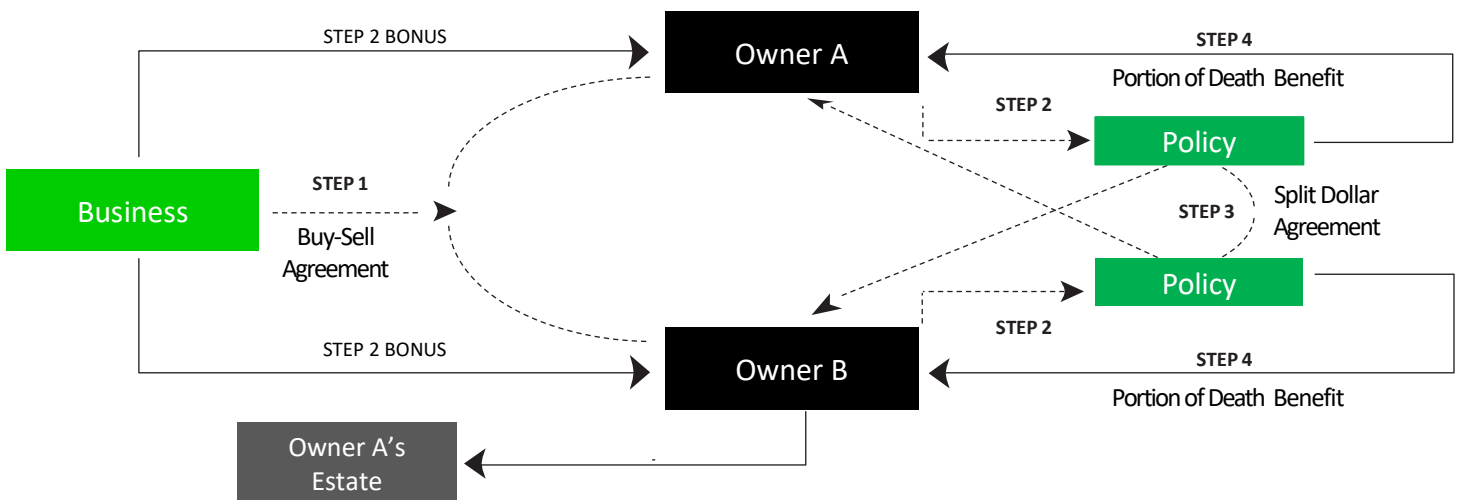 STEP 2 BONUS
Owner A
STEP 4
Portion of Death Benefit
STEP 2
Policy
Business
STEP 1
Buy-Sell
Agreement
STEP 3
Split Dollar
Agreement
Policy
STEP 2
STEP 2 BONUS
Owner B
STEP 4
Portion of Death Benefit
Owner A’s
Estate
-